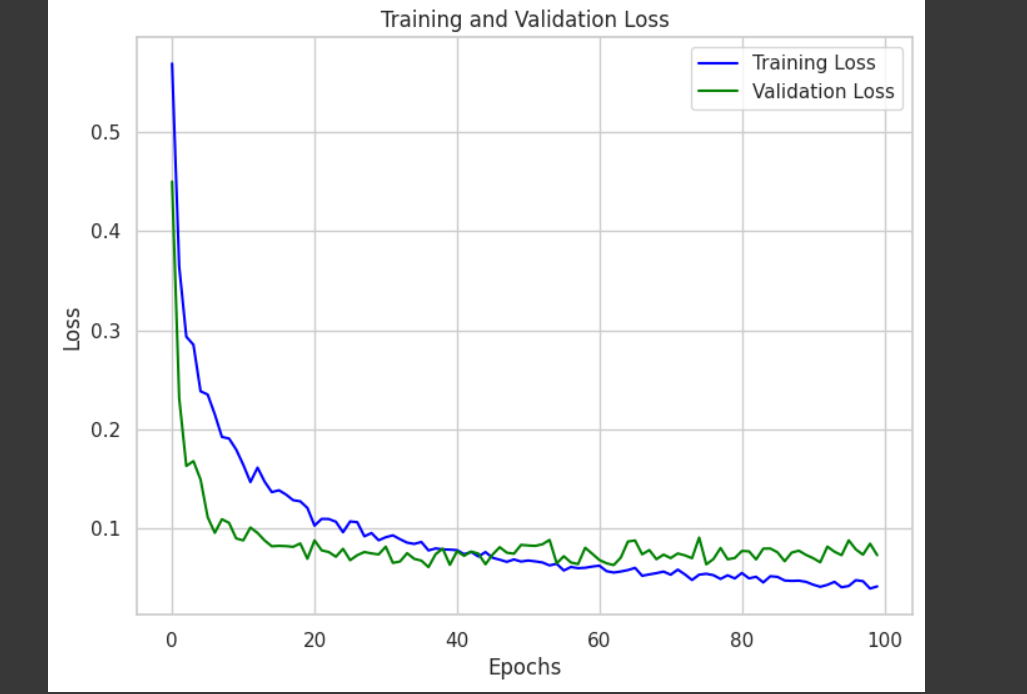 Training and Validation Loss
Training Loss
Validation Loss
0.5
0.4
0.3
0.2
0.1
Loss
0 20 40 60 80 100
Epochs